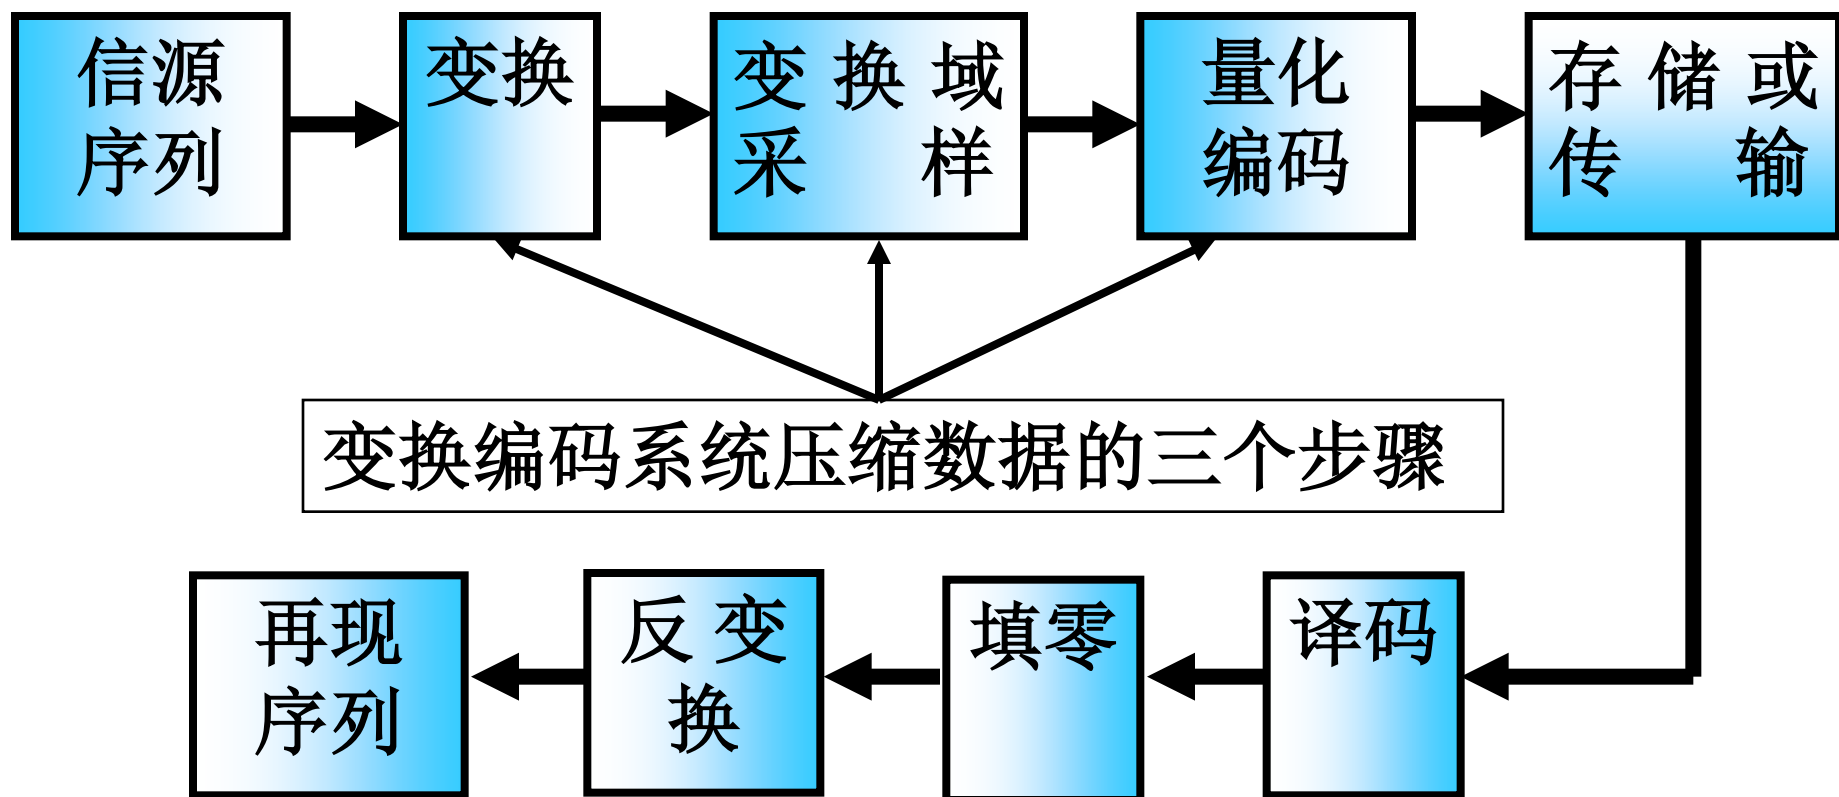 信源
序列
变换
变换域
采样
量化
编码
存储或
传输
变换编码系统压缩数据的三个步骤
再现
序列
反变
换
填零
译码